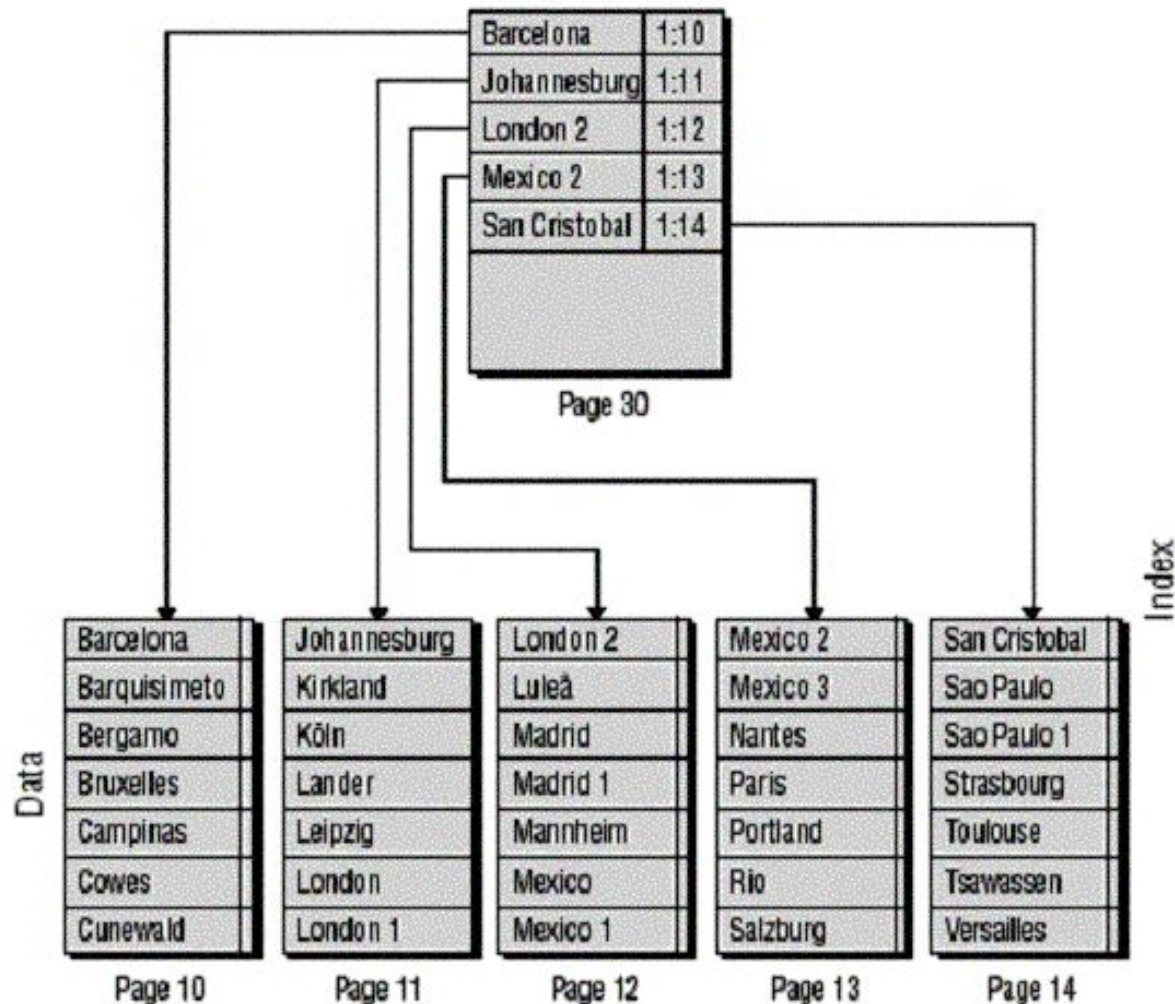 Barcelona 1:10
Johannesburg 1:11
London 2 1:12
Mexico 2 1:13
San Cristobal 1:14
Page 30
Index
Data
Barcelona
Barquisimeto
Bergamo
Bruxelles
Campinas
Cowes
Cunewald
Page 10
Johannesburg
Kirkland
Köln
Lander
Leipzig
London
London 1
Page 11
London 2
Luleå
Madrid
Madrid 1
Mannheim
Mexico
Mexico 1
Page 12
Mexico 2
Mexico 3
Nantes
Paris
Portland
Rio
Salzburg
Page 13
San Cristobal
Sao Paulo
Sao Paulo 1
Strasbourg
Toulouse
Tsawassen
Versailles
Page 14